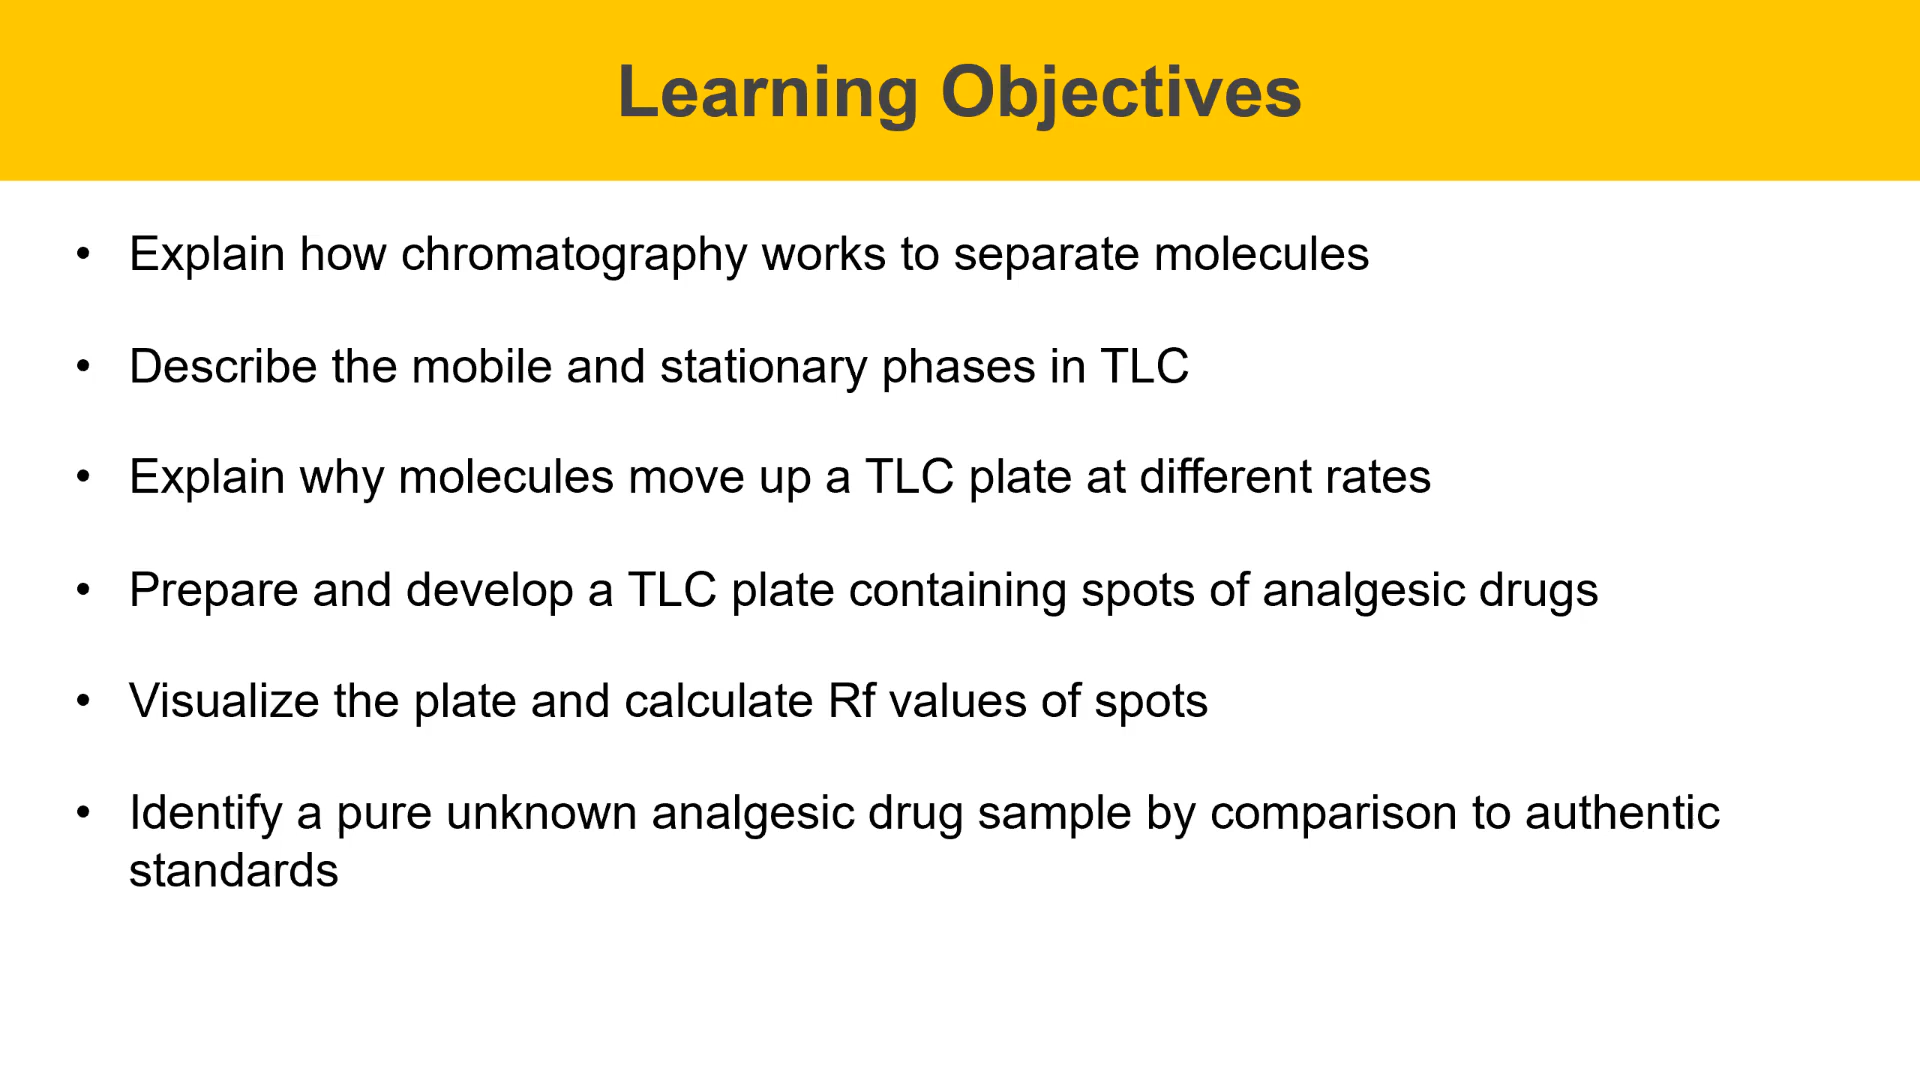 Learning Objectives
• Explain how chromatography works to separate molecules
• Describe the mobile and stationary phases in TLC
• Explain why molecules move up a TLC plate at different rates
• Prepare and develop a TLC plate containing spots of analgesic drugs
• Visualize the plate and calculate Rf values of spots
• Identify a pure unknown analgesic drug sample by comparison to authentic
standards